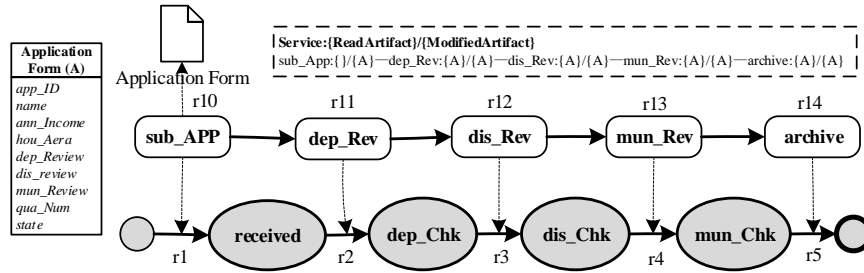 Application
Form (A)
app_ID
name
ann_Income
hou_Aera
dep_Review
dis_review
mun_Review
qua_Num
state
Application Form
Service:{ReadArtifact}/{ModifiedArtifact}
sub_App:{}/{A}—dep_Rev:{A}/{A}—dis_Rev:{A}/{A}—mun_Rev:{A}/{A}—archive:{A}/{A}
r10
r11
r12
r13
r14
sub_APP
dep_Rev
dis_Rev
mun_Rev
archive
received
dep_Chk
dis_Chk
mun_Chk
r1
r2
r3
r4
r5